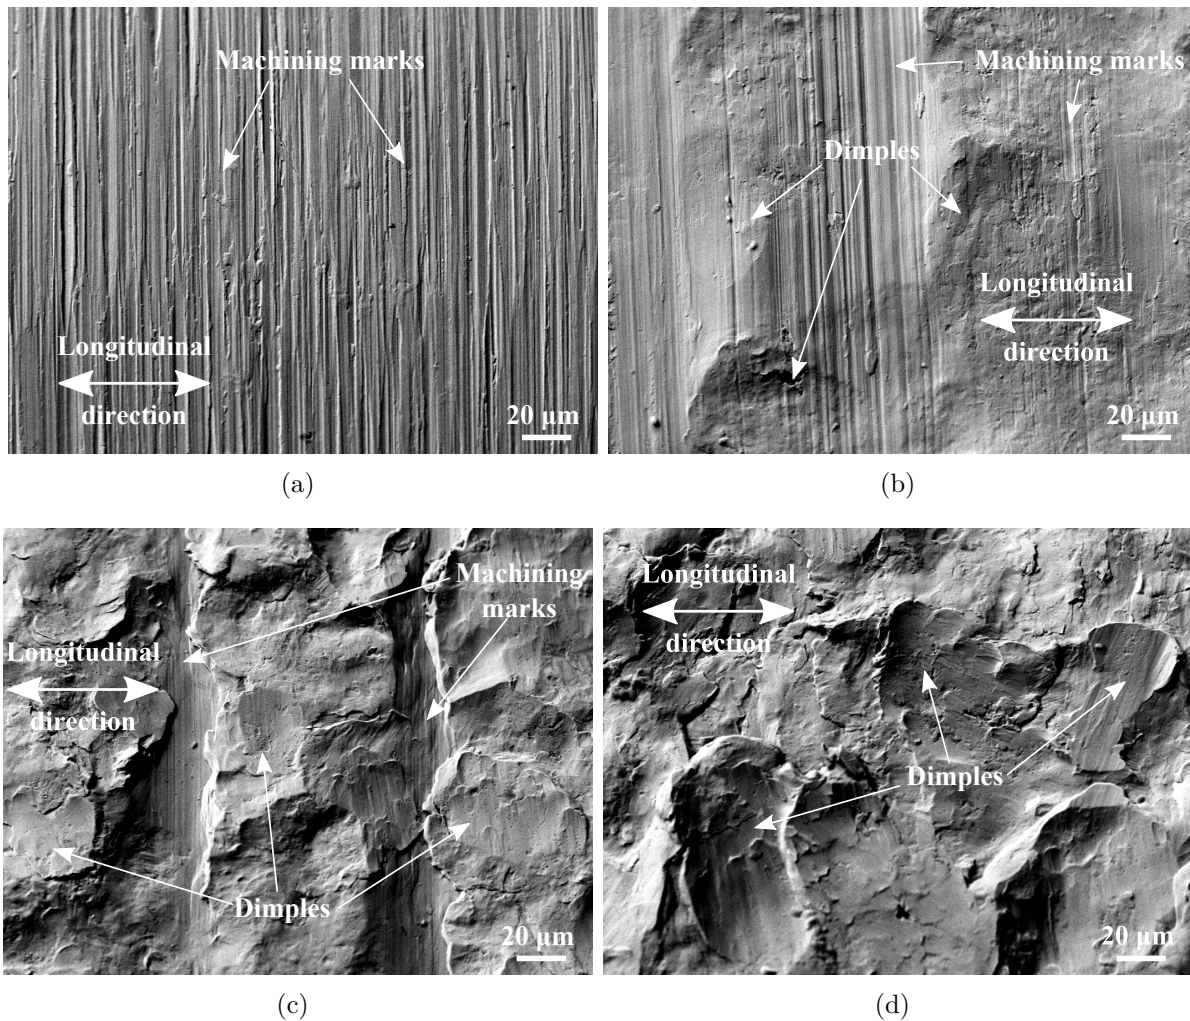 Machining marks
Longitudinal
direction
20 μm
(a)
Machining marks
Dimples
Longitudinal
direction
20 μm
(b)
Machining
marks
Longitudinal
direction
Dimples
20 μm
(c)
Longitudinal
direction
Dimples
20 μm
(d)